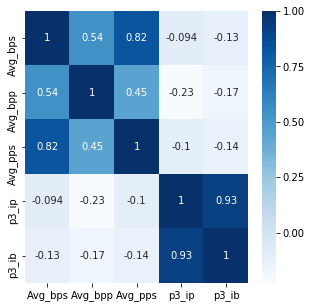 Avg_bps 1 0.54 0.82 -0.094 -0.13
Avg_bpp 0.54 1 0.45 -0.23 -0.17
Avg_pps 0.82 0.45 1 -0.1 -0.14
p3_ip -0.094 -0.23 -0.1 1 0.93
p3_ib -0.13 -0.17 -0.14 0.93 1
Avg_bps Avg_bpp Avg_pps p3_ip p3_ib
1.00
0.75
0.50
0.25
0.00